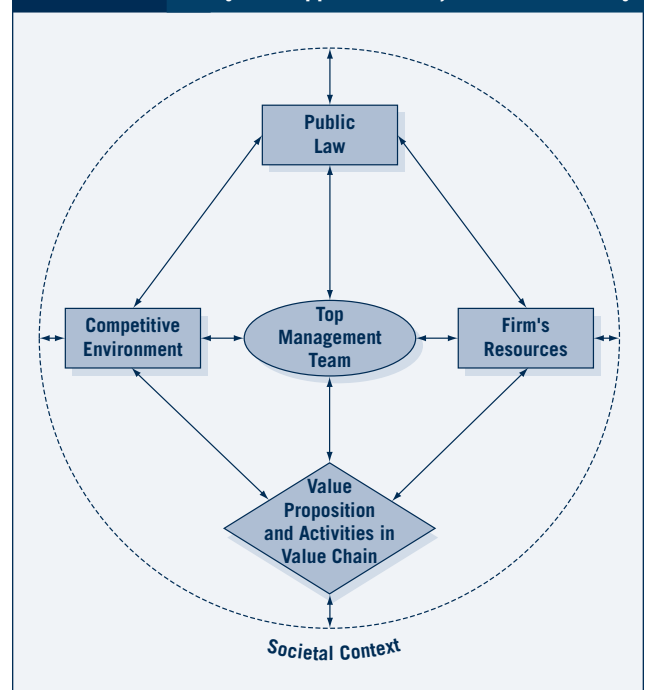 Public
Law
Competitive
Environment
Top
Management
Team
Firm's
Resources
Value
Proposition
and Activities in
Value Chain
Societal Context